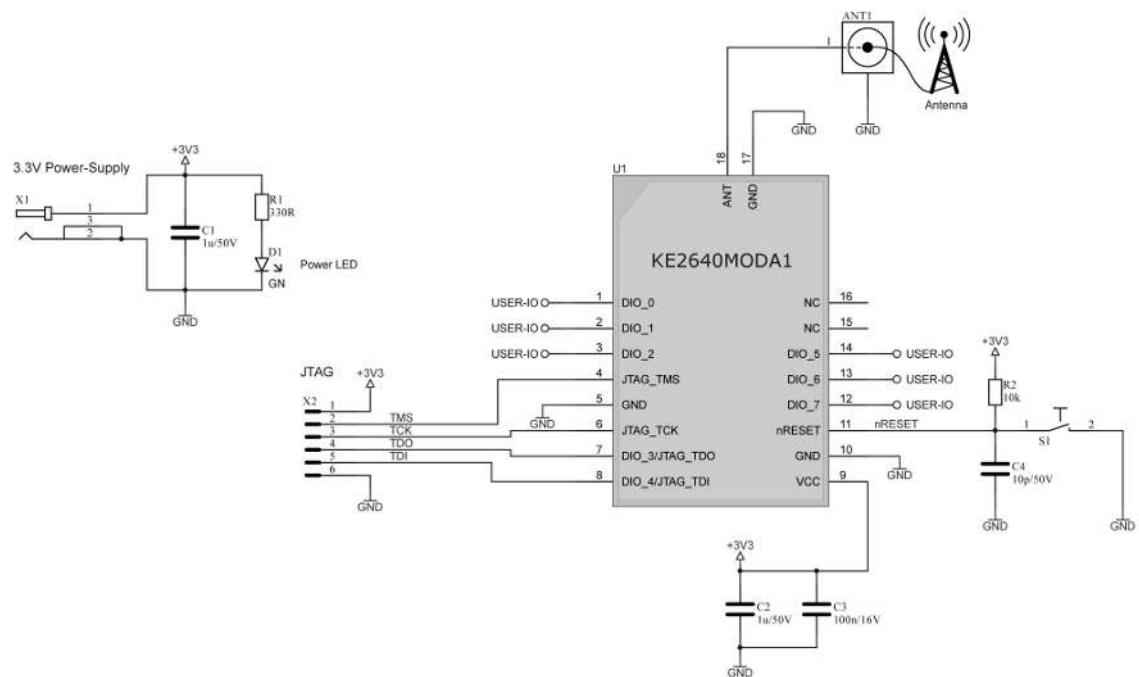 ANT1
1
Antenna
GND
GND
18
17
U1
ANT
GND
3.3V Power-Supply
+3V3
X1
1
3
2
R1
330R
C1
1u/50V
D1
GN
Power LED
GND
KE2640MODA1
USER-IO 1 DIO_0
USER-IO 2 DIO_1
USER-IO 3 DIO_2
4 JTAG_TMS
5 GND
GND
6 JTAG_TCK
7 DIO_3/JTAG_TDO
8 DIO_4/JTAG_TDI
NC 16
NC 15
DIO_5 14 USER-IO
DIO_6 13 USER-IO
DIO_7 12 USER-IO
nRESET 11 nRESET
GND 10
GND
VCC 9
JTAG
+3V3
X2
1
2 TMS
3 TCK
4 TDO
5 TDI
6
GND
+3V3
R2
10k
1 2
S1
C4
10p/50V
GND
GND
+3V3
C2
1u/50V
C3
100n/16V
GND